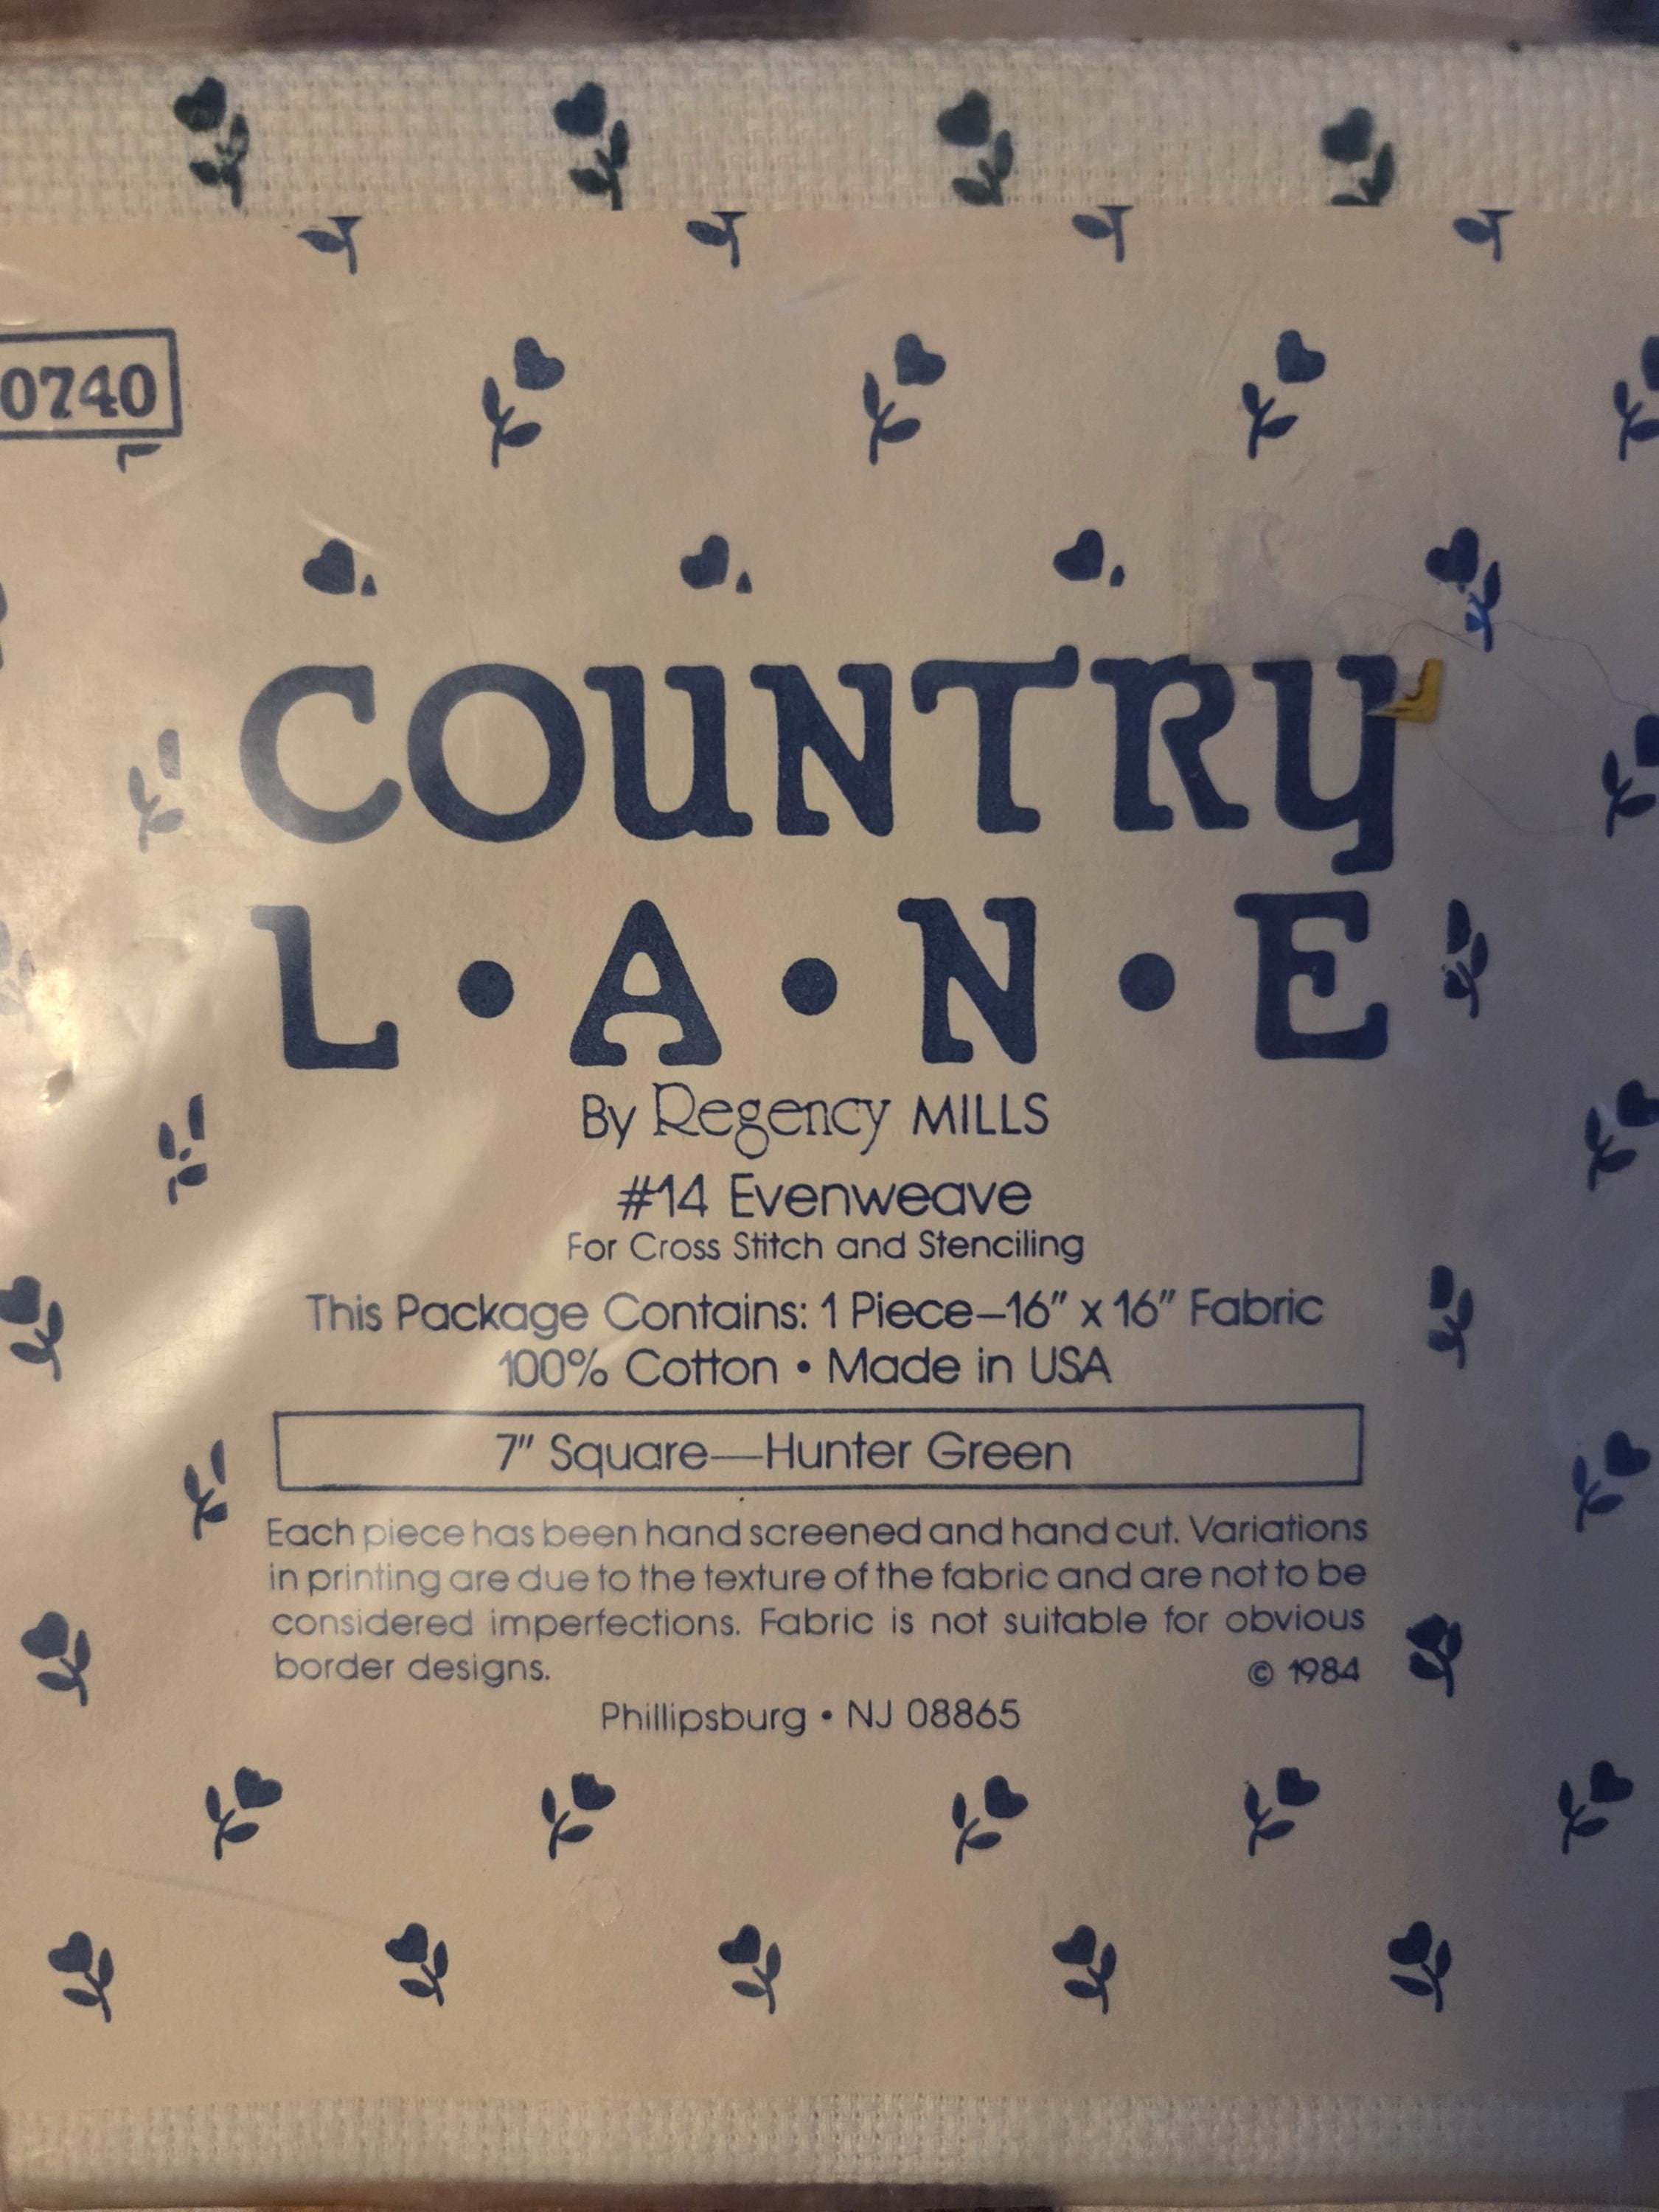 0740
COUNTRY
L•A•N•E
By Regency MILLS
#14 Evenweave
For Cross Stitch and Stenciling
This Package Contains: 1 Piece–16" x 16" Fabric
100% Cotton • Made in USA
7" Square—Hunter Green
Each piece has been hand screened and hand cut. Variations
in printing are due to the texture of the fabric and are not to be
considered imperfections. Fabric is not suitable for obvious
border designs. © 1984
Phillipsburg • NJ 08865